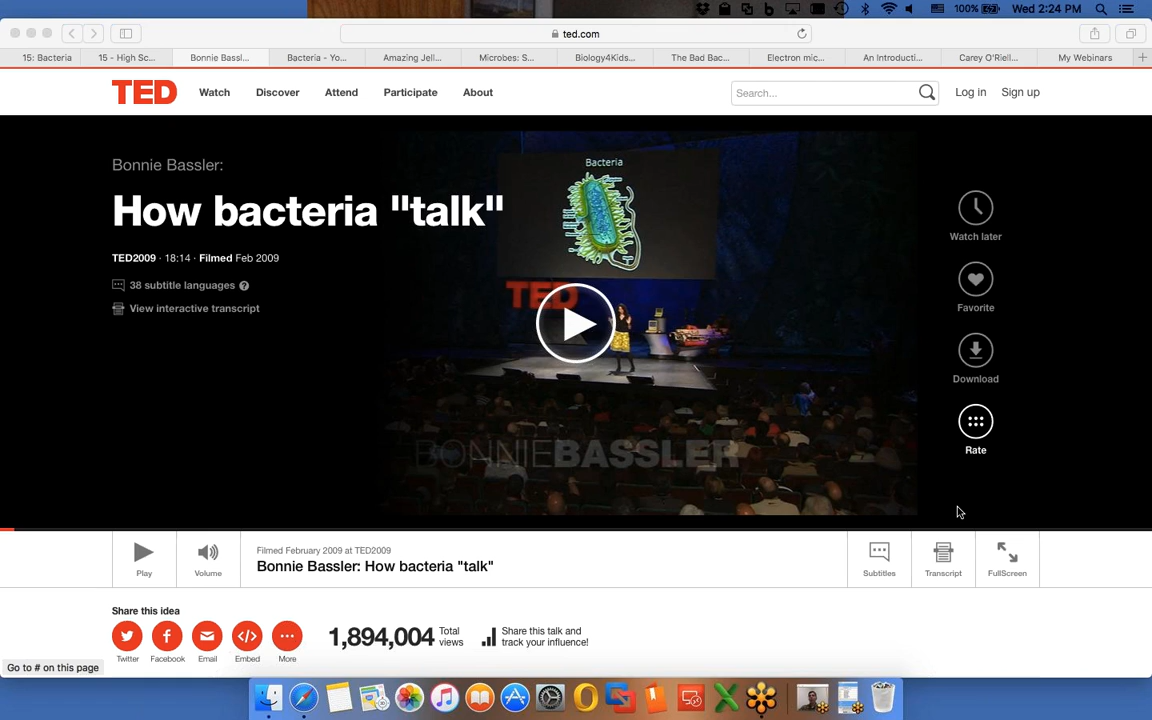 100%
Wed 2:24 PM
ted.com
15: Bacteria
15 - High Sc...
Bonnie Bassl...
Bacteria - Yo...
Amazing Jell...
Microbes: S...
Biology4Kids...
The Bad Bac...
Electron mic...
An Introducti...
Carey O'Riell...
My Webinars
TED
Watch
Discover
Attend
Participate
About
Search...
Log in
Sign up
Bonnie Bassler:
How bacteria "talk"
TED2009 · 18:14 · Filmed Feb 2009
38 subtitle languages ?
View interactive transcript
Bacteria
TED
BONNIEBASSLER
Watch later
Favorite
Download
Rate
Play
Volume
Filmed February 2009 at TED2009
Bonnie Bassler: How bacteria "talk"
Subtitles
Transcript
FullScreen
Share this idea
Twitter
Facebook
Email
Embed
More
1,894,004
Total
views
Share this talk and
track your influence!
Go to # on this page